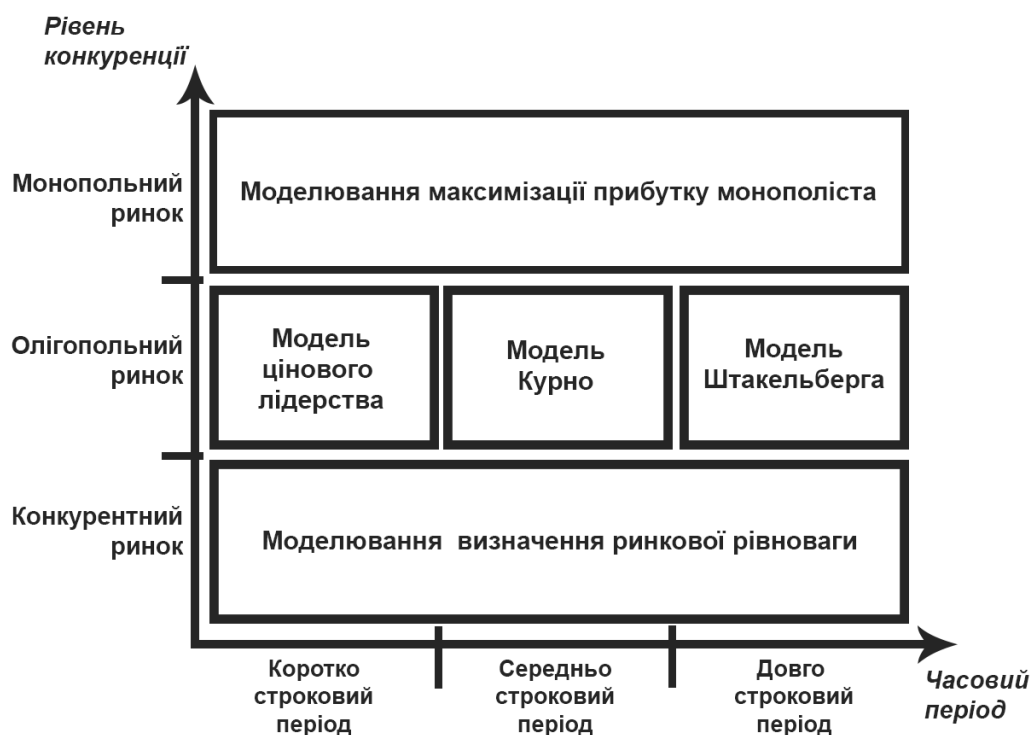 Рівень
конкуренції
Монопольний
ринок
Моделювання максимізації прибутку монополіста
Олігопольний
ринок
Модель
цінового
лідерства
Модель
Курно
Модель
Штакельберга
Конкурентний
ринок
Моделювання визначення ринкової рівноваги
Коротко
строковий
період
Середньо
строковий
період
Довго
строковий
період
Часовий
період